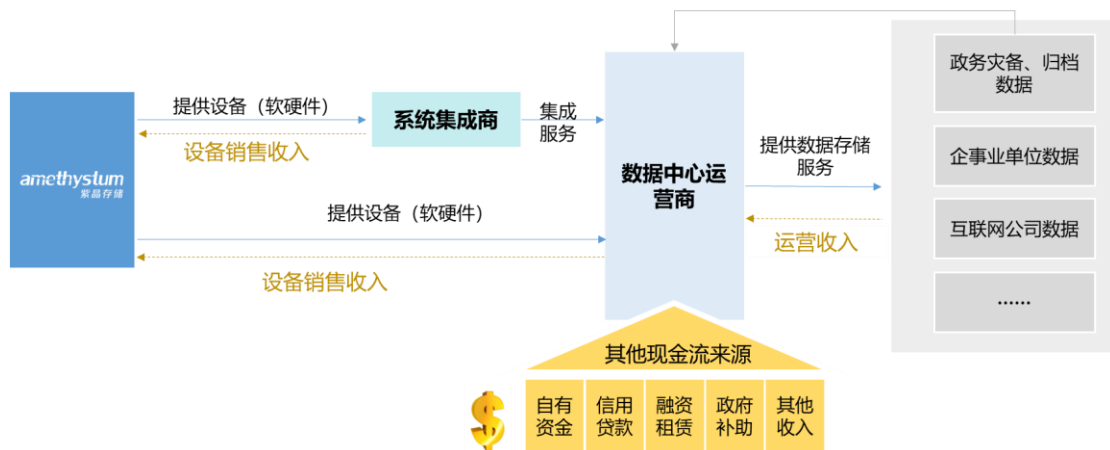 amethystum
紫晶存储
提供设备（软硬件）
设备销售收入
系统集成商
集成
服务
提供设备（软硬件）
设备销售收入
数据中心运
营商
提供数据存储
服务
运营收入
政务灾备、归档
数据
企事业单位数据
互联网公司数据
......
其他现金流来源
$
自有
资金
信用
贷款
融资
租赁
政府
补助
其他
收入